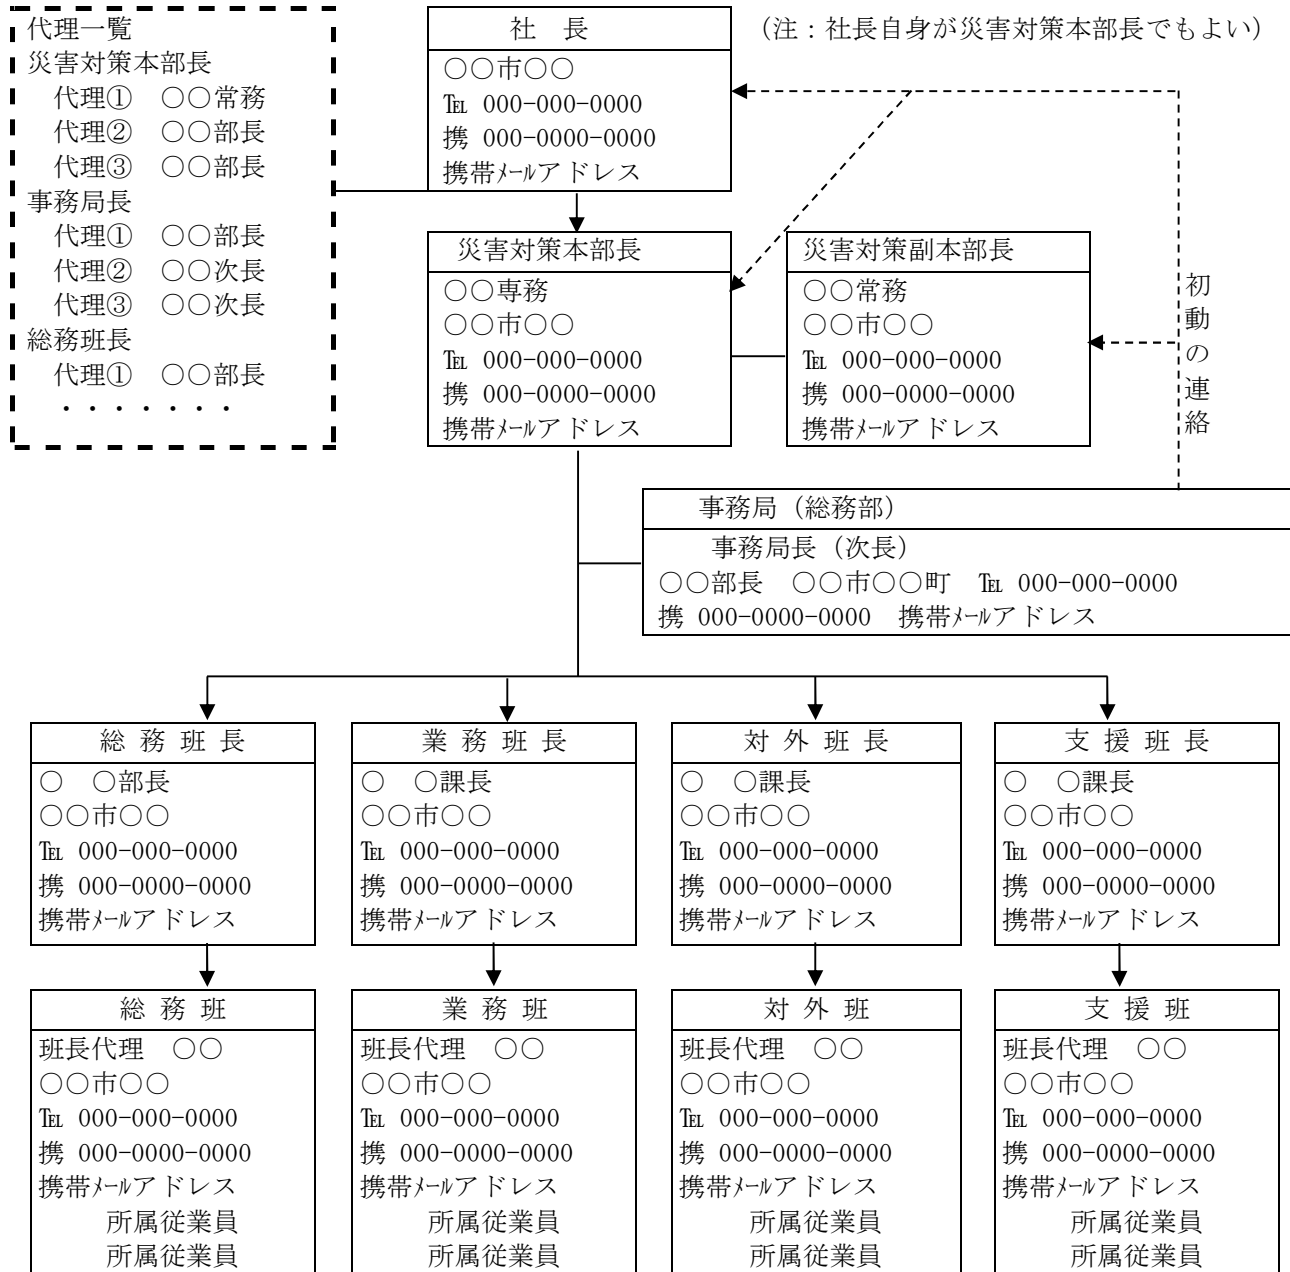 代理一覧
災害対策本部長
代理①　○○常務
代理②　○○部長
代理③　○○部長
事務局長
代理①　○○部長
代理②　○○次長
代理③　○○次長
総務班長
代理①　○○部長
・・・・・・・
社　長
○○市○○
℡ 000-000-0000
携 000-0000-0000
携帯ﾒｰﾙアドレス
（注：社長自身が災害対策本部長でもよい）
災害対策本部長
○○専務
○○市○○
℡ 000-000-0000
携 000-0000-0000
携帯ﾒｰﾙアドレス
災害対策副本部長
○○常務
○○市○○
℡ 000-000-0000
携 000-0000-0000
携帯ﾒｰﾙアドレス
初動の連絡
事務局（総務部）
事務局長（次長）
○○部長　○○市○○町　℡ 000-000-0000
携 000-0000-0000　携帯ﾒｰﾙアドレス
総 務 班 長
○　○部長
○○市○○
℡ 000-000-0000
携 000-0000-0000
携帯ﾒｰﾙアドレス
業 務 班 長
○　○課長
○○市○○
℡ 000-000-0000
携 000-0000-0000
携帯ﾒｰﾙアドレス
対 外 班 長
○　○課長
○○市○○
℡ 000-000-0000
携 000-0000-0000
携帯ﾒｰﾙアドレス
支 援 班 長
○　○課長
○○市○○
℡ 000-000-0000
携 000-0000-0000
携帯ﾒｰﾙアドレス
総 務 班
班長代理　○○
○○市○○
℡ 000-000-0000
携 000-0000-0000
携帯ﾒｰﾙアドレス
所属従業員
所属従業員
業 務 班
班長代理　○○
○○市○○
℡ 000-000-0000
携 000-0000-0000
携帯ﾒｰﾙアドレス
所属従業員
所属従業員
対 外 班
班長代理　○○
○○市○○
℡ 000-000-0000
携 000-0000-0000
携帯ﾒｰﾙアドレス
所属従業員
所属従業員
支 援 班
班長代理　○○
○○市○○
℡ 000-000-0000
携 000-0000-0000
携帯ﾒｰﾙアドレス
所属従業員
所属従業員